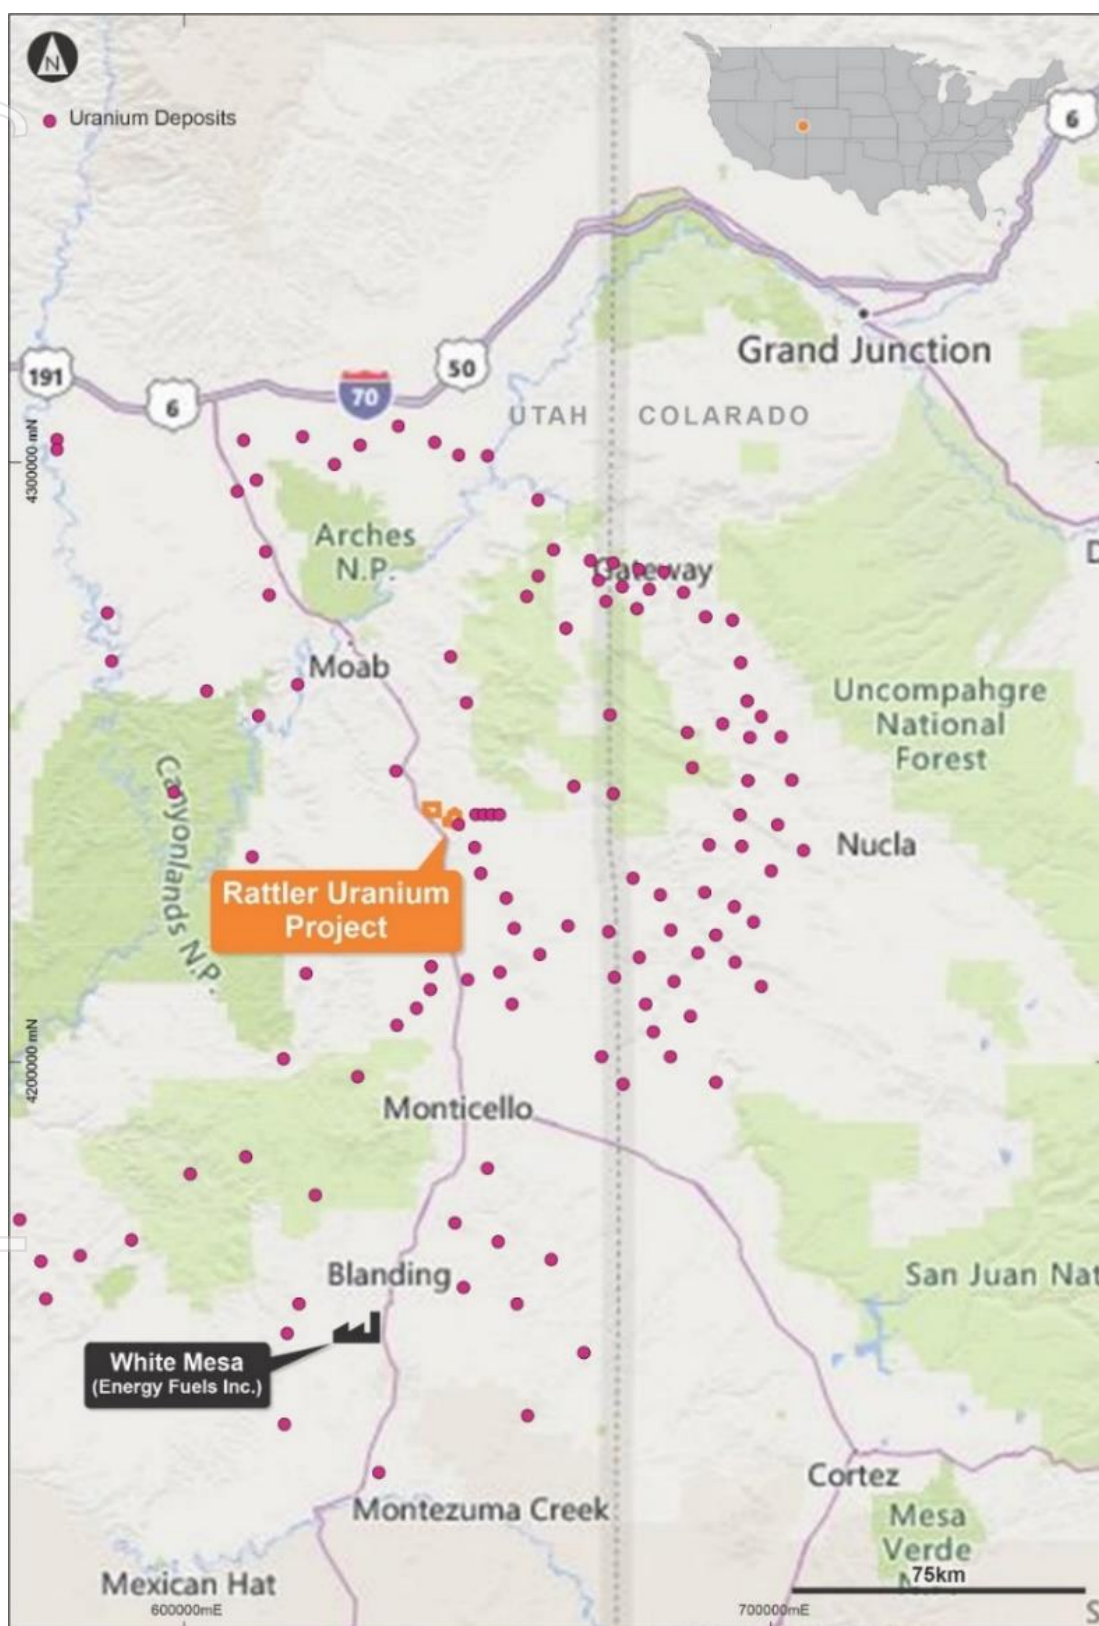 N
Uranium Deposits
6
191
6
70
50
Grand Junction
UTAH
COLARADO
4300000 mN
Arches
N.P.
Gateway
Moab
Uncompahgre
National
Forest
Canyonlands N.P.
Nucla
Rattler Uranium
Project
4200000 mN
Monticello
Blanding
San Juan Nat
White Mesa
(Energy Fuels Inc.)
Cortez
Montezuma Creek
Mesa
Verde
75km
Mexican Hat
600000mE
700000mE